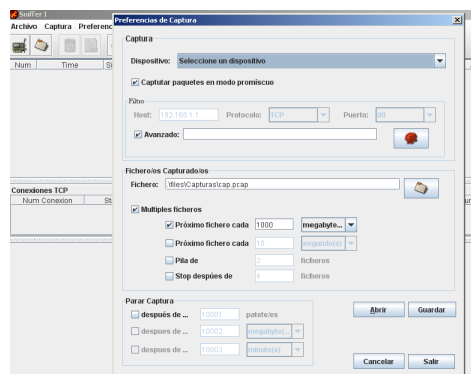 Sniffer I
Archivo Captura Preferenc
Num Time
Conexiones TCP
Num Conexion St
Preferencias de Captura
Captura
Dispositivo: Seleccione un dispositivo
Captutar paquetes en modo promiscuo
Filtro
Host: 192.168.1.1 Protocolo: TCP Puerto: 80
Avanzado:
Fichero/os Capturado/os
Fichero: .\files\Capturas\cap.pcap
Multiples ficheros
Próximo fichero cada 1000 megabyte...
Próximo fichero cada 10 segundo(s)
Pila de 2 ficheros
Stop despúes de 4 ficheros
Parar Captura
después de ... 10001 patete/es
despues de ... 10002 megabyte(...
despues de ... 10003 minuto(s)
Abrir Guardar
Cancelar Salir